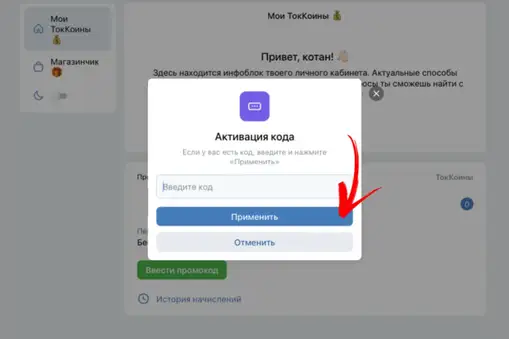 Мои
ТокКоины
💰
Магазинчик
🎁
Мои ТокКоины 💰
Привет, котан! 👋🏻
Здесь находится инфоблок твоего личного кабинета. Актуальные способы
ты сможешь найти с
Активация кода
Если у вас есть код, введите и нажмите
«Применить»
Введите код
Применить
Отменить
ТокКоины
0
Ввести промокод
История начислений